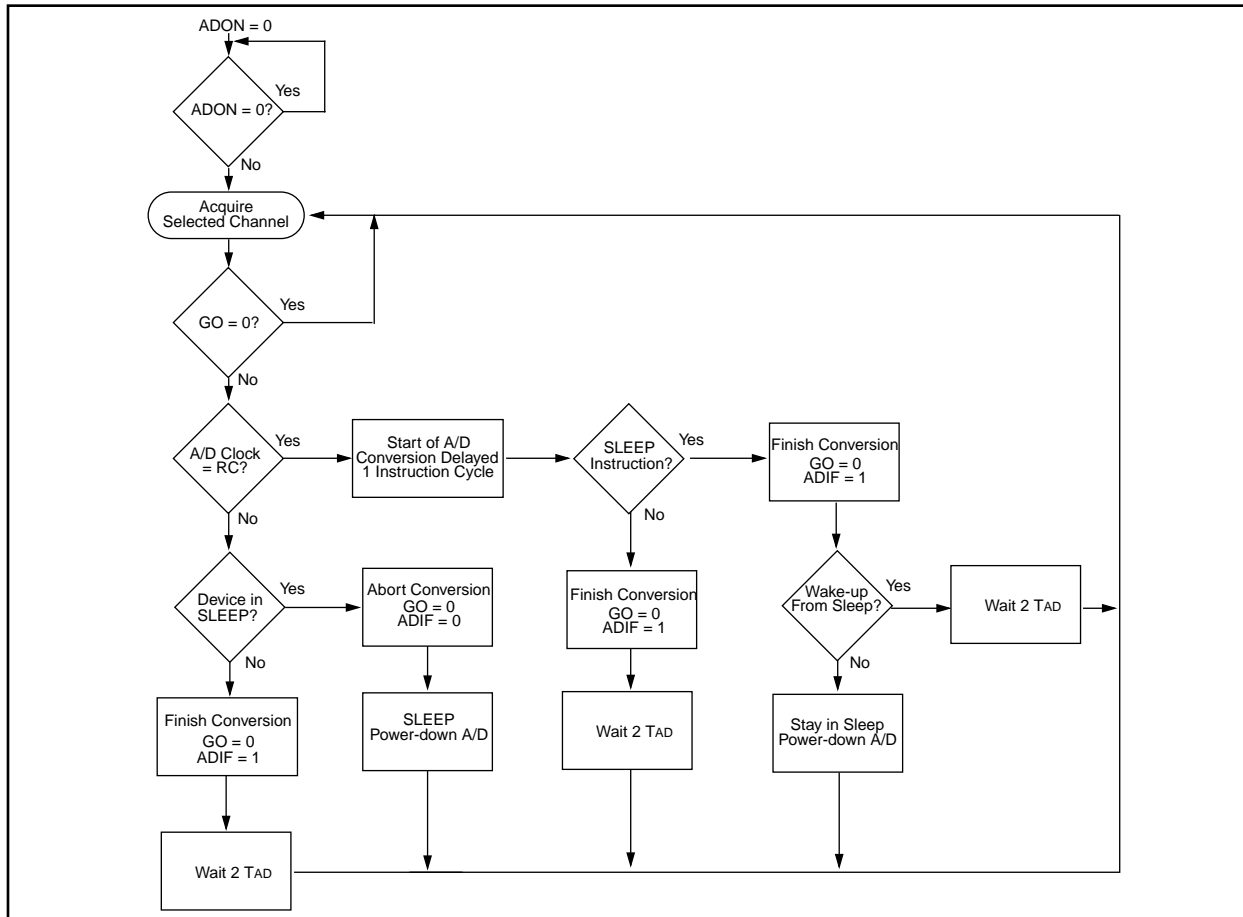 ADON = 0
Yes
ADON = 0?
No
Acquire
Selected Channel
Yes
GO = 0?
No
A/D Clock
= RC?
Yes
Start of A/D
Conversion Delayed
1 Instruction Cycle
SLEEP
Instruction?
Yes
Finish Conversion
GO = 0
ADIF = 1
No
No
Device in
SLEEP?
Yes
Abort Conversion
GO = 0
ADIF = 0
Finish Conversion
GO = 0
ADIF = 1
Wake-up
From Sleep?
Yes
Wait 2 TAD
No
No
Finish Conversion
GO = 0
ADIF = 1
SLEEP
Power-down A/D
Wait 2 TAD
Stay in Sleep
Power-down A/D
Wait 2 TAD